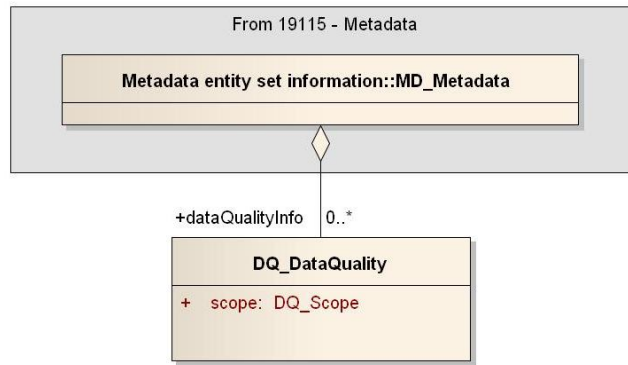 From 19115 - Metadata
Metadata entity set information::MD_Metadata
+dataQualityInfo 0..*
DQ_DataQuality
+ scope: DQ_Scope